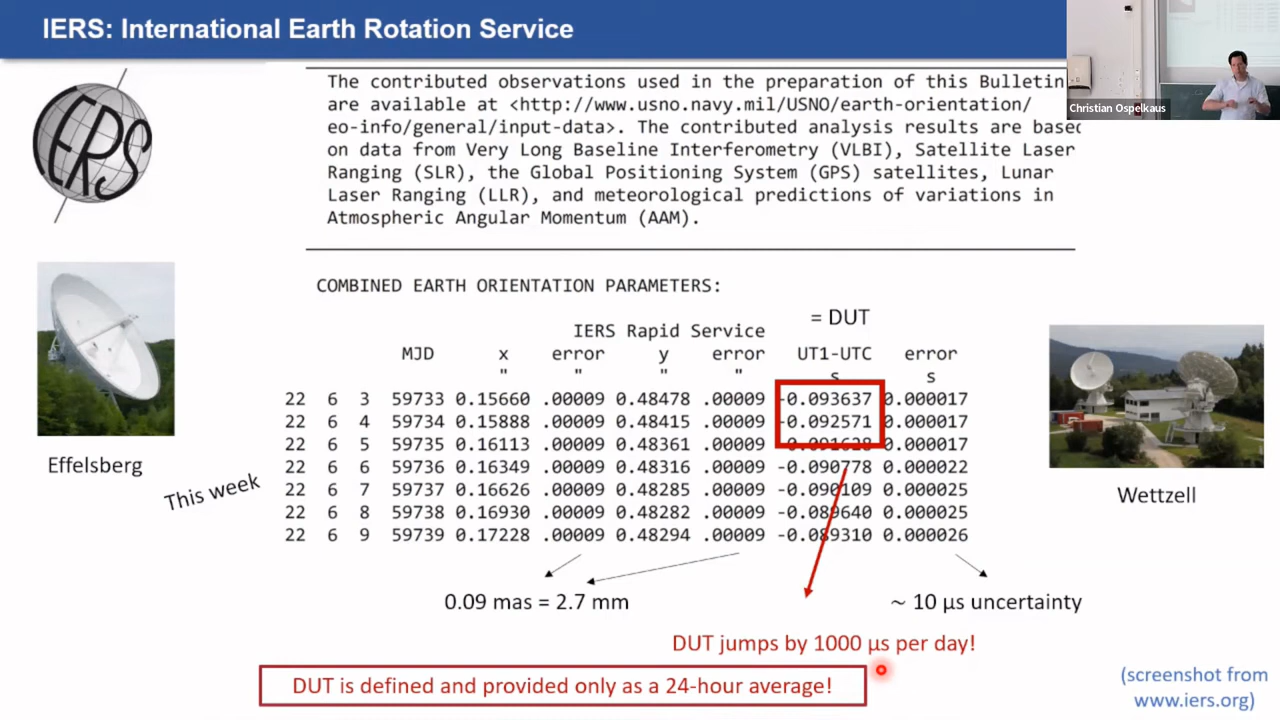 IERS: International Earth Rotation Service
Christian Ospelkaus
IERS
The contributed observations used in the preparation of this Bulletin
are available at <http://www.usno.navy.mil/USNO/earth-orientation/
eo-info/general/input-data>. The contributed analysis results are based
on data from Very Long Baseline Interferometry (VLBI), Satellite Laser
Ranging (SLR), the Global Positioning System (GPS) satellites, Lunar
Laser Ranging (LLR), and meteorological predictions of variations in
Atmospheric Angular Momentum (AAM).
COMBINED EARTH ORIENTATION PARAMETERS:
= DUT
IERS Rapid Service
MJD x error y error UT1-UTC error
" " " " s s
22 6 3 59733 0.15660 .00009 0.48478 .00009 -0.093637 0.000017
22 6 4 59734 0.15888 .00009 0.48415 .00009 -0.092571 0.000017
22 6 5 59735 0.16113 .00009 0.48361 .00009 -0.091628 0.000017
22 6 6 59736 0.16349 .00009 0.48316 .00009 -0.090778 0.000022
22 6 7 59737 0.16626 .00009 0.48285 .00009 -0.090109 0.000025
22 6 8 59738 0.16930 .00009 0.48282 .00009 -0.089640 0.000025
22 6 9 59739 0.17228 .00009 0.48294 .00009 -0.089310 0.000026
Effelsberg
This week
Wettzell
0.09 mas = 2.7 mm
~ 10 µs uncertainty
DUT jumps by 1000 µs per day!
DUT is defined and provided only as a 24-hour average!
(screenshot from
www.iers.org)